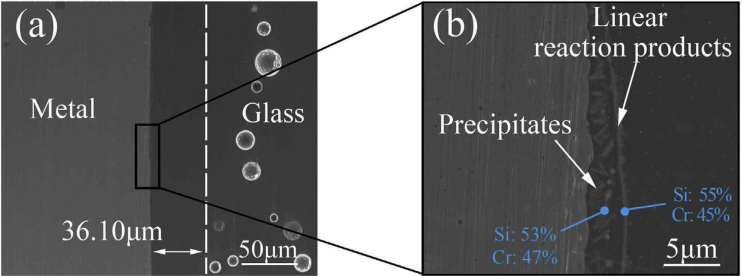 (a)
Metal
Glass
36.10μm
50μm
(b)
Linear
reaction products
Precipitates
Si: 55%
Cr: 45%
Si: 53%
Cr: 47%
5μm